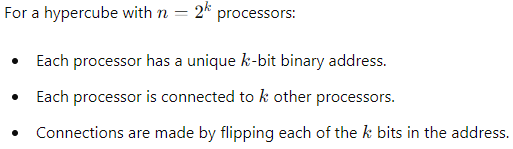 For a hypercube with n = 2^k processors:
• Each processor has a unique k-bit binary address.
• Each processor is connected to k other processors.
• Connections are made by flipping each of the k bits in the address.